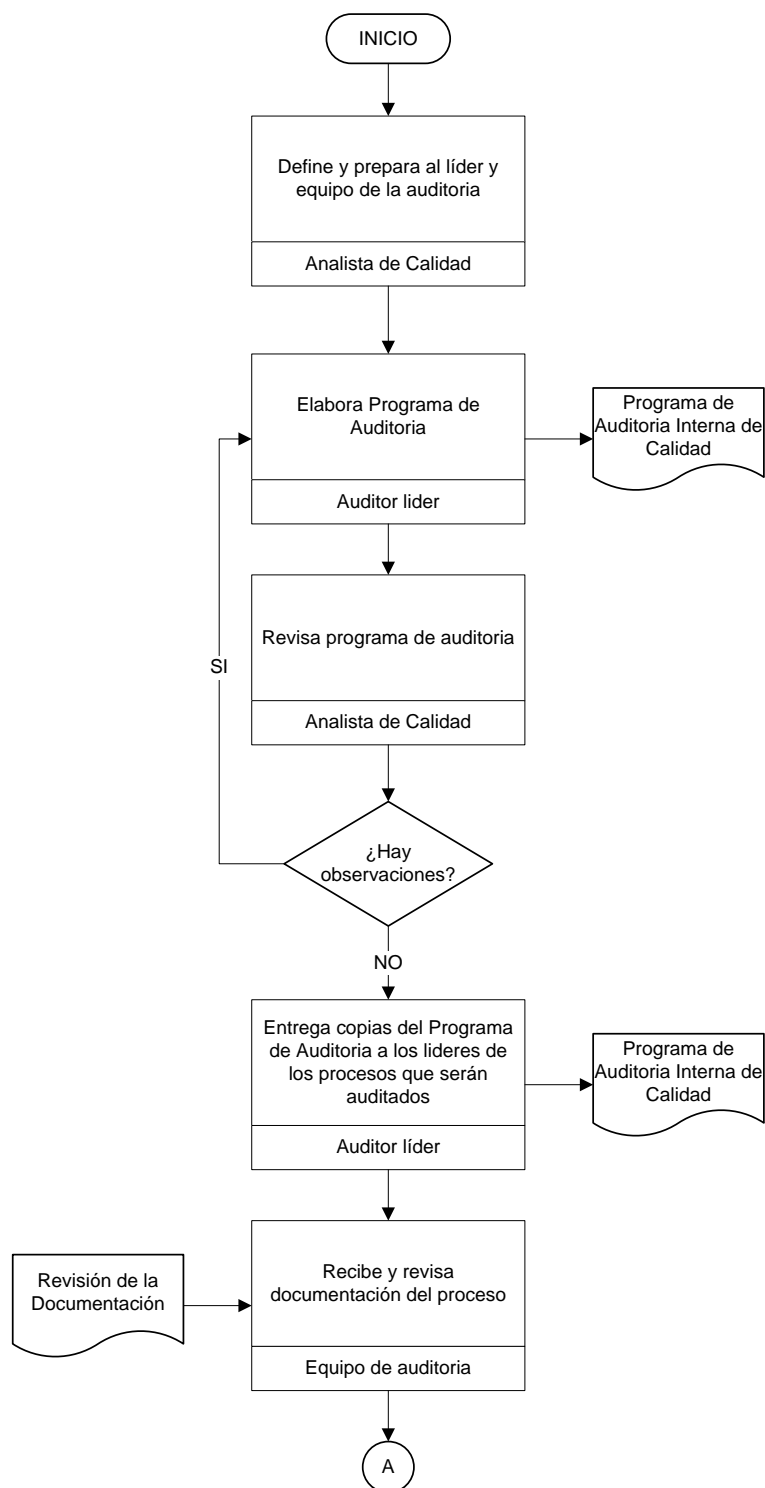 INICIO
Define y prepara al líder y
equipo de la auditoria
Analista de Calidad
Elabora Programa de
Auditoria
Auditor lider
Programa de
Auditoria Interna de
Calidad
Revisa programa de auditoria
Analista de Calidad
SI
¿Hay
observaciones?
NO
Entrega copias del Programa
de Auditoria a los lideres de
los procesos que serán
auditados
Auditor líder
Programa de
Auditoria Interna de
Calidad
Revisión de la
Documentación
Recibe y revisa
documentación del proceso
Equipo de auditoria
A